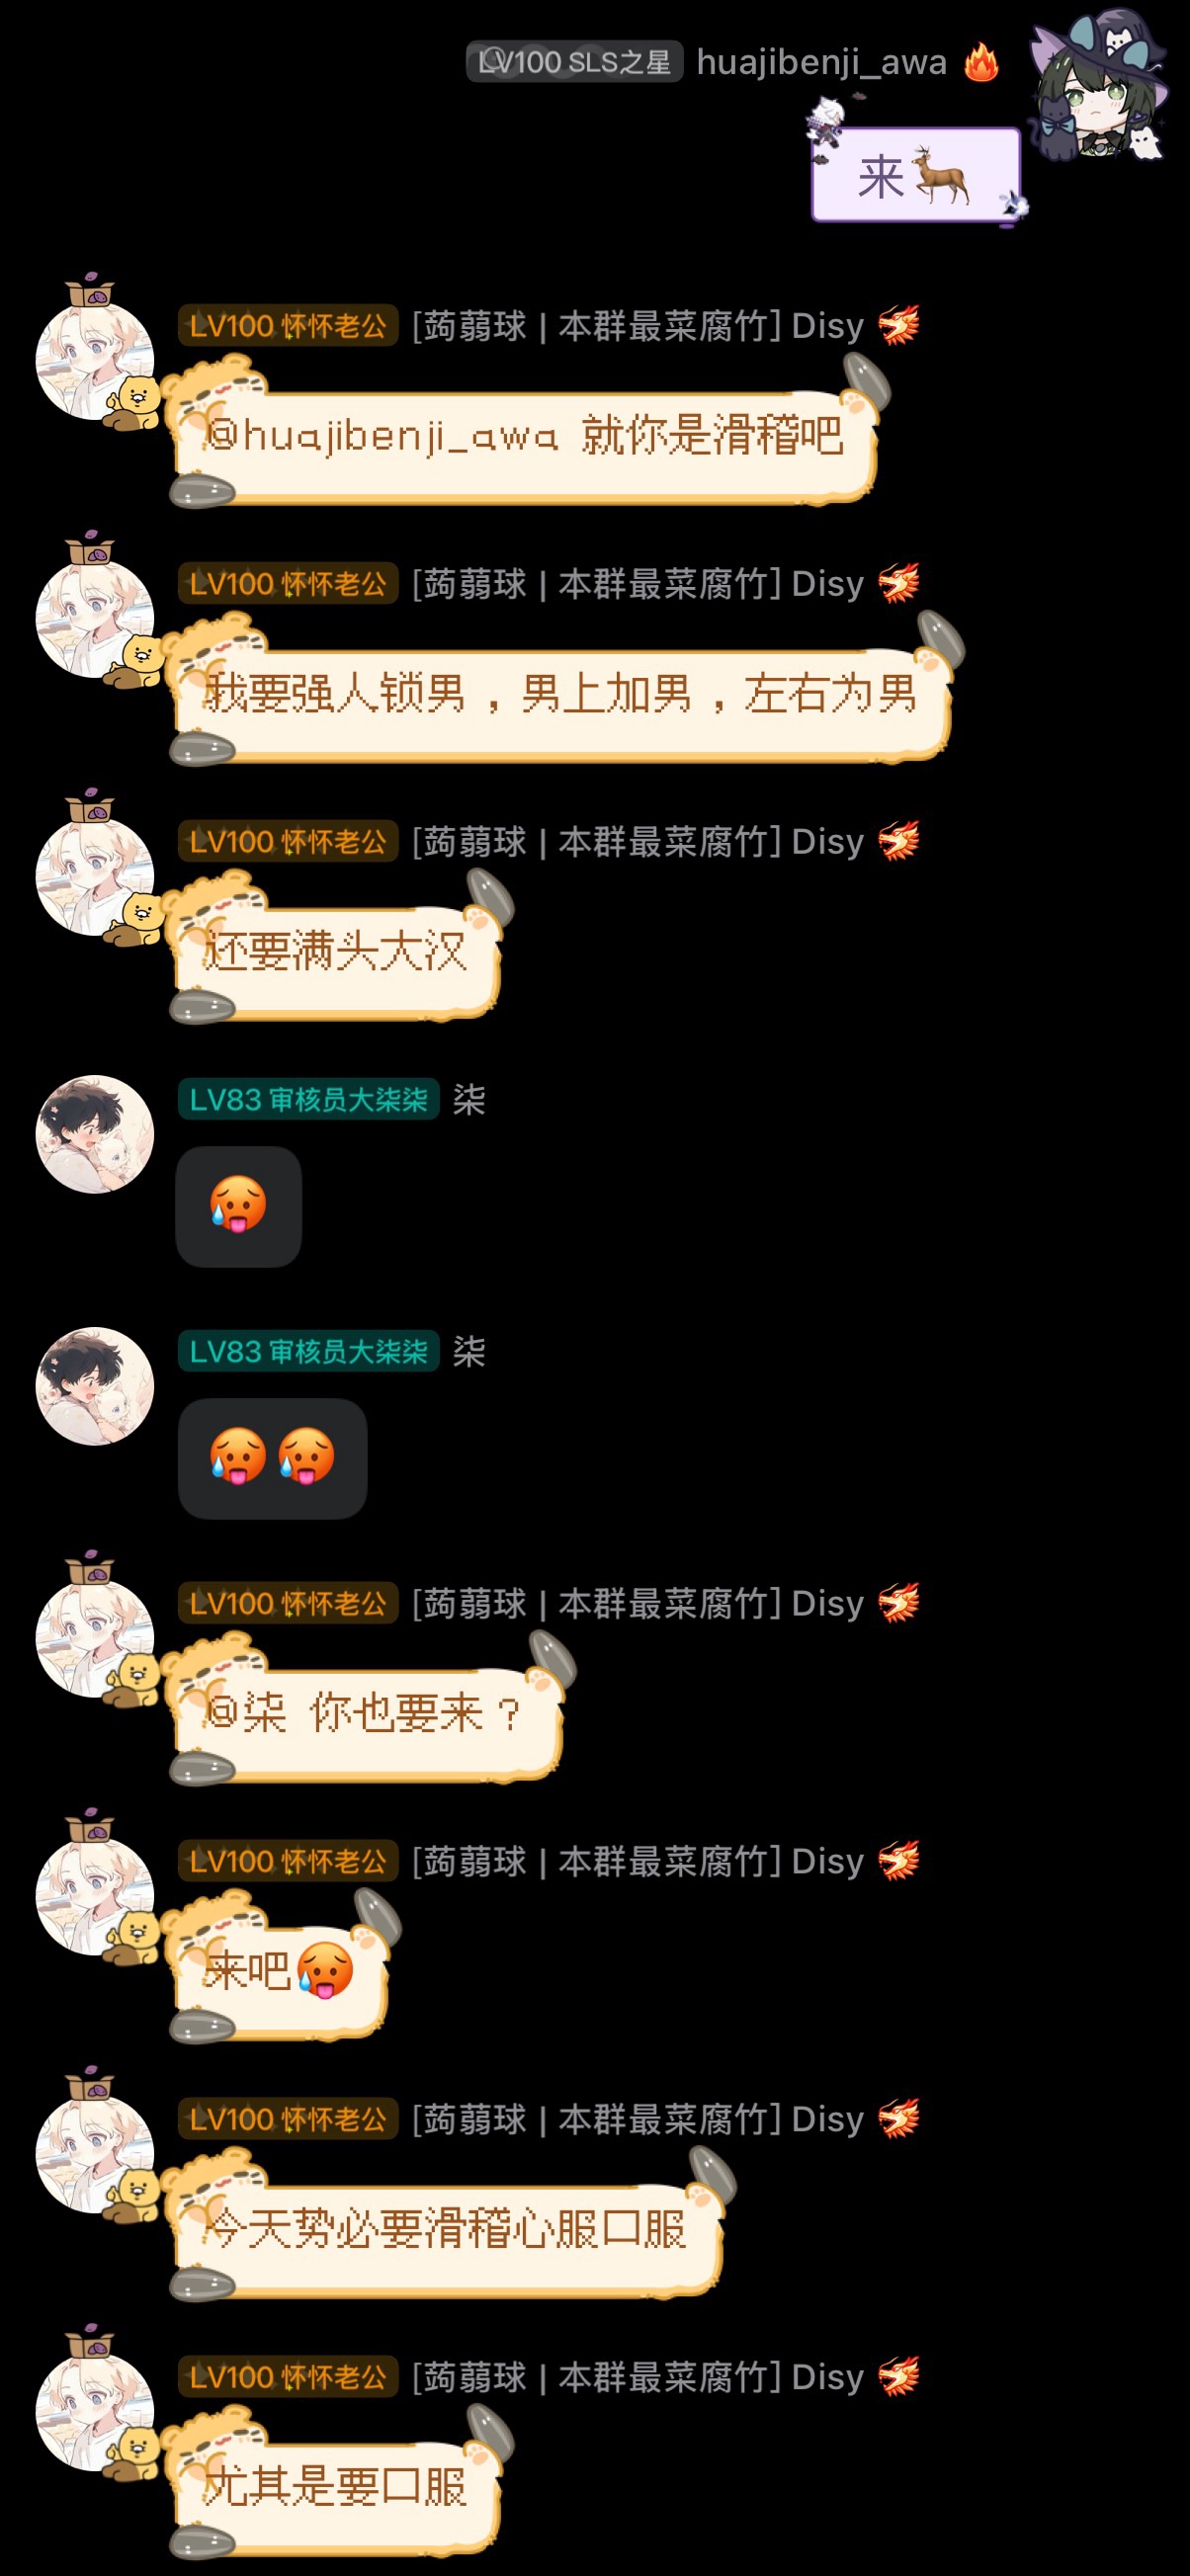 LV100 SLS之星 huajibenji_awa 🔥
来🦌
LV100 怀怀老公 [蒟蒻球 | 本群最菜腐竹] Disy 🐲
@huajibenji_awa 就你是滑稽吧
LV100 怀怀老公 [蒟蒻球 | 本群最菜腐竹] Disy 🐲
我要强人锁男，男上加男，左右为男
LV100 怀怀老公 [蒟蒻球 | 本群最菜腐竹] Disy 🐲
还要满头大汉
LV83 审核员大柒柒 柒
🥵
LV83 审核员大柒柒 柒
🥵🥵
LV100 怀怀老公 [蒟蒻球 | 本群最菜腐竹] Disy 🐲
@柒 你也要来？
LV100 怀怀老公 [蒟蒻球 | 本群最菜腐竹] Disy 🐲
来吧🥵
LV100 怀怀老公 [蒟蒻球 | 本群最菜腐竹] Disy 🐲
今天势必要滑稽心服口服
LV100 怀怀老公 [蒟蒻球 | 本群最菜腐竹] Disy 🐲
尤其是要口服